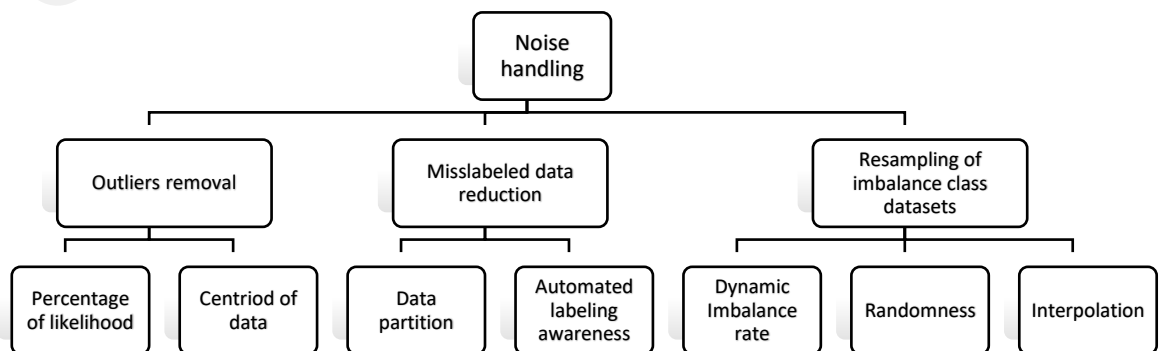 Noise
handling
Outliers removal
Misslabeled data
reduction
Resampling of
imbalance class
datasets
Percentage
of likelihood
Centriod of
data
Data
partition
Automated
labeling
awareness
Dynamic
Imbalance
rate
Randomness
Interpolation